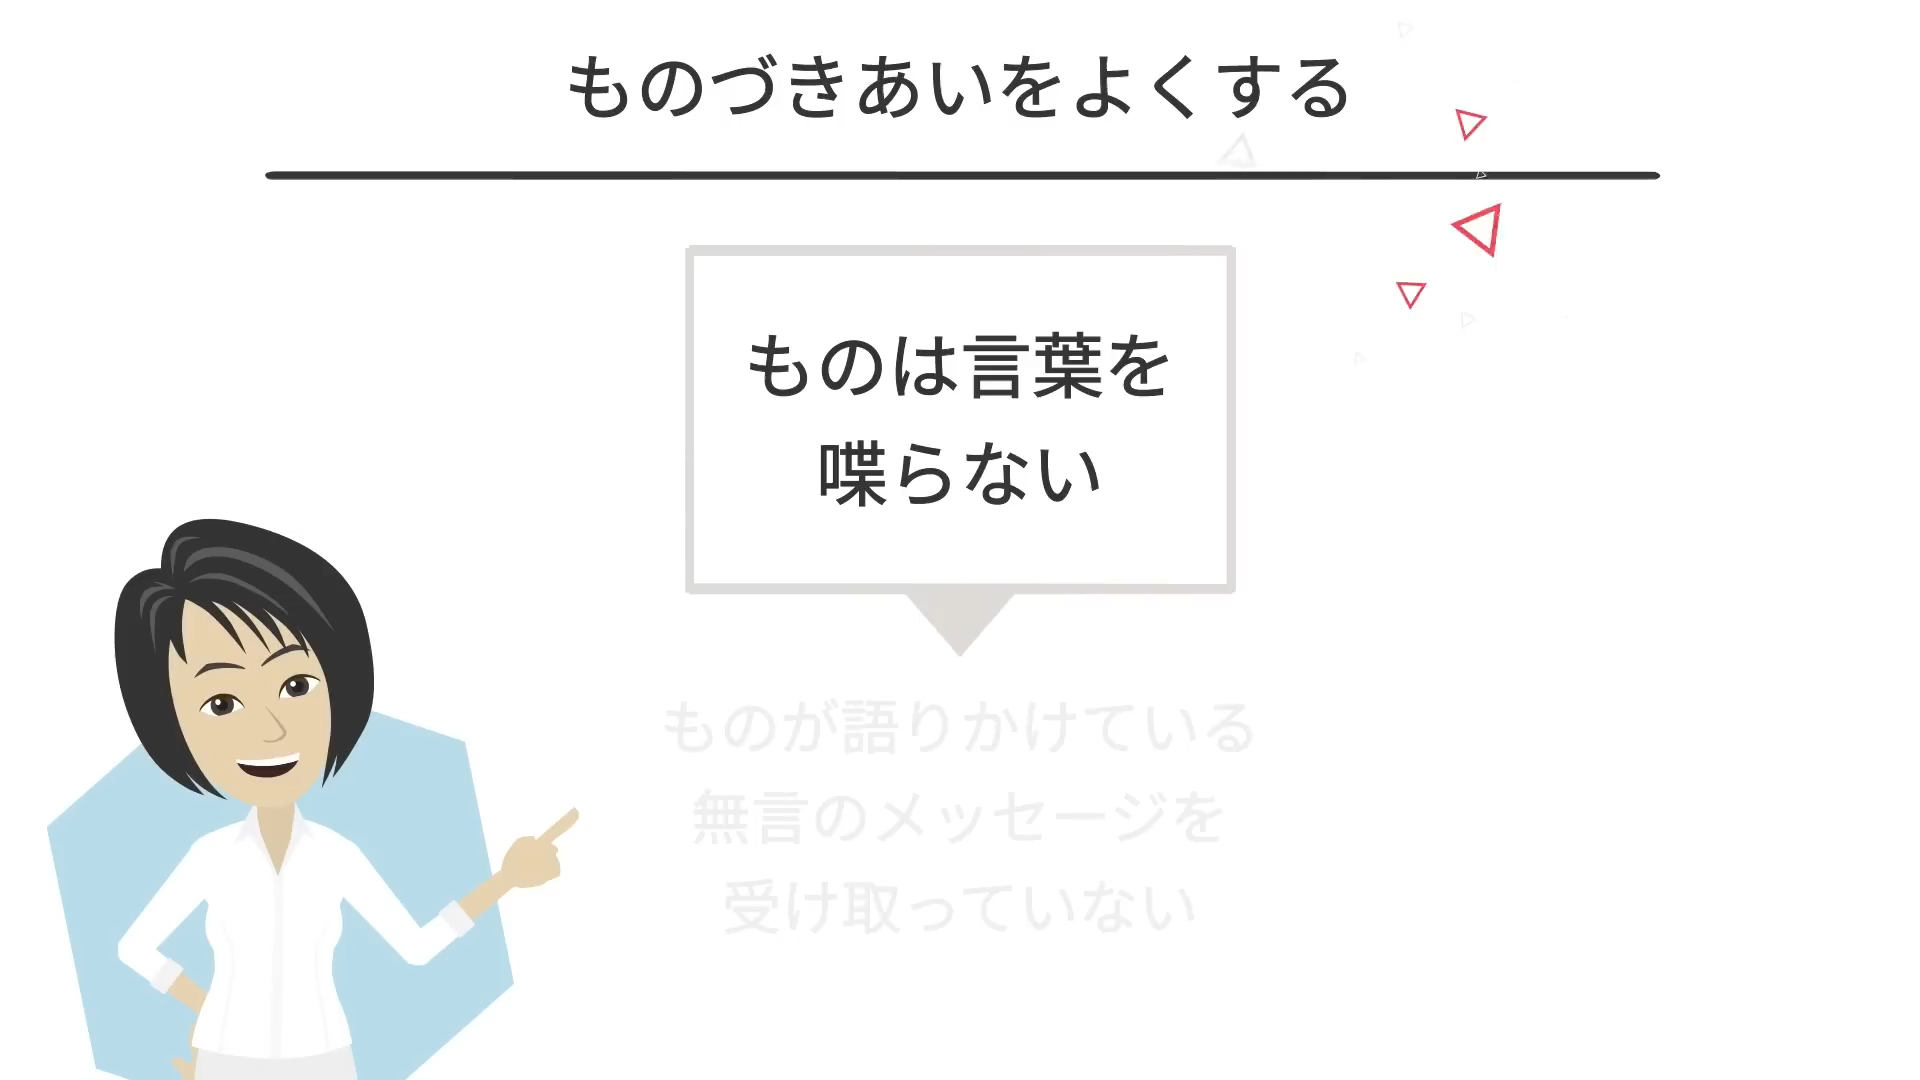 ものづきあいをよくする
ものは言葉を
喋らない
ものが語りかけている
無言のメッセージを
受け取っていない